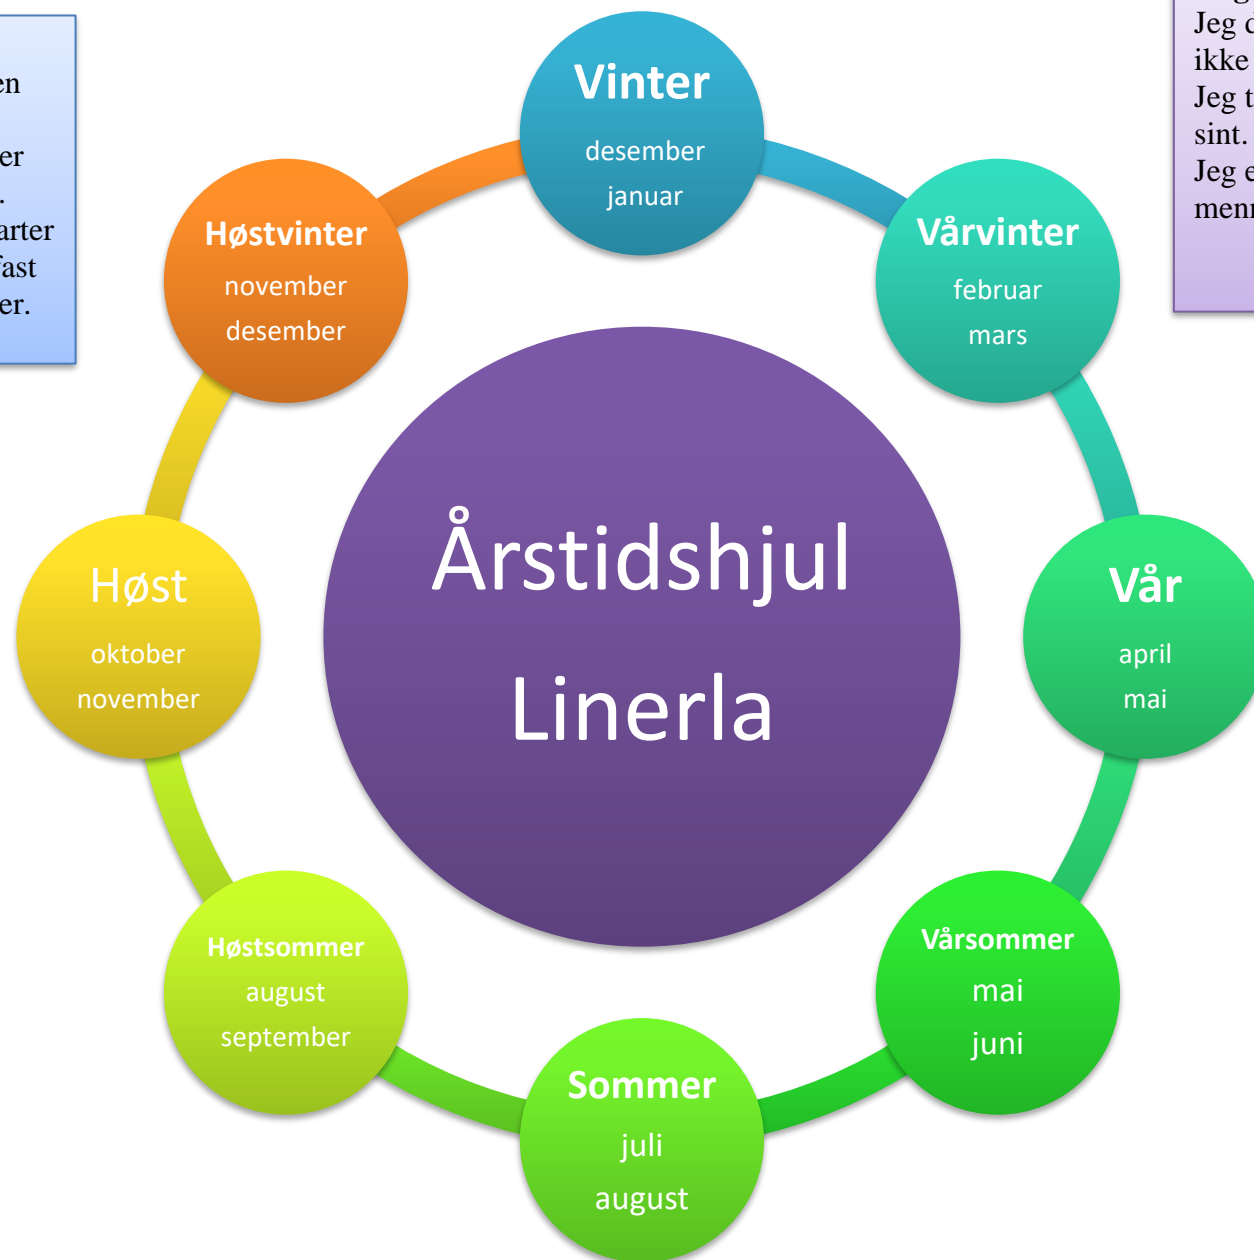 en
er
.
arter
fast
er.
Jeg
ikke
Jeg
sint.
Jeg
Vinter
desember
januar
Vårvinter
februar
mars
Vår
april
mai
Vårsommer
mai
juni
Sommer
juli
august
Høstsommer
august
september
Høst
oktober
november
Høstvinter
november
desember
Årstidshjul
Linerla